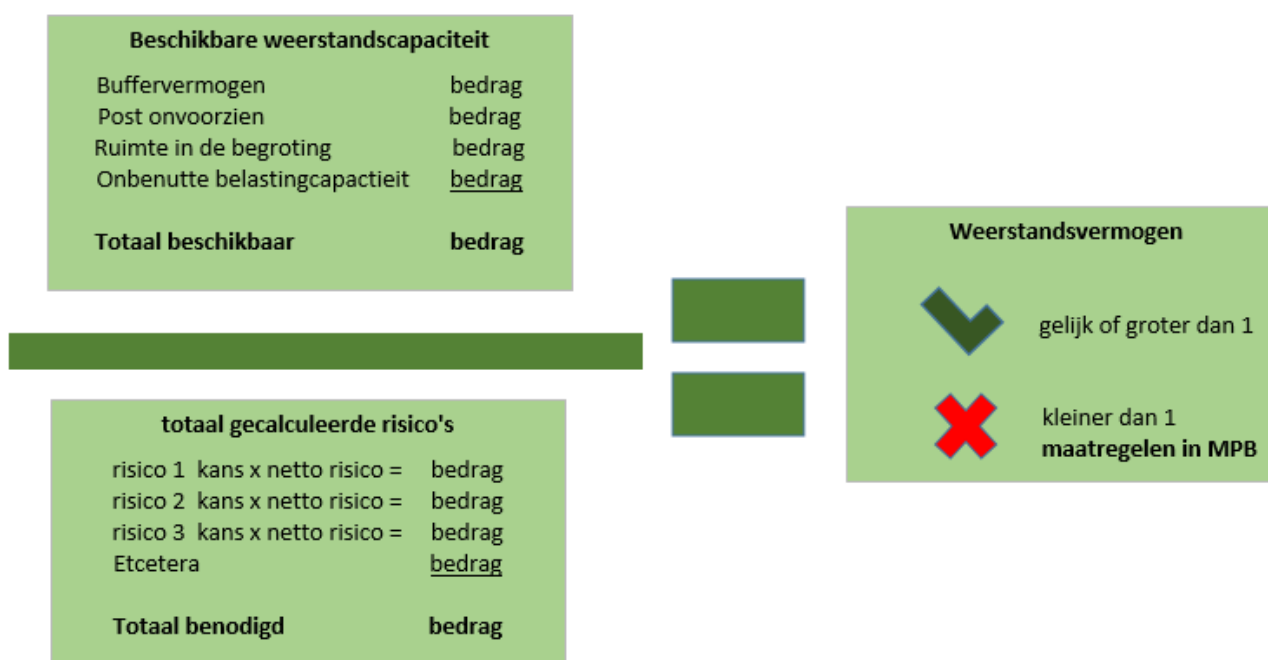 Beschikbare weerstandscapaciteit
Buffervermogen bedrag
Post onvoorzien bedrag
Ruimte in de begroting bedrag
Onbenutte belastingcapactieit bedrag
Totaal beschikbaar bedrag
totaal gecalculeerde risico's
risico 1 kans x netto risico = bedrag
risico 2 kans x netto risico = bedrag
risico 3 kans x netto risico = bedrag
Etcetera bedrag
Totaal benodigd bedrag
Weerstandsvermogen
gelijk of groter dan 1
kleiner dan 1
maatregelen in MPB